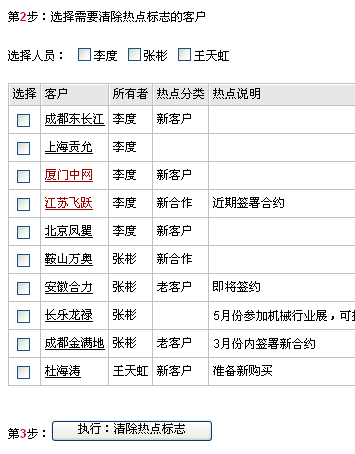 第2步：选择需要清除热点标志的客户
选择人员： 李度 张彬 王天虹
选择 客户 所有者 热点分类 热点说明
成都东长江 李度 新客户
上海贡允 李度
厦门中网 李度 新客户
江苏飞跃 李度 新合作 近期签署合约
北京凤翼 李度 新客户
鞍山万奥 张彬 新合作
安徽合力 张彬 老客户 即将签约
长乐龙禄 张彬 5月份参加机械行业展，可
成都金满地 张彬 老客户 3月份内签署新合约
杜海涛 王天虹 新客户 准备新购买
第3步： 执行：清除热点标志